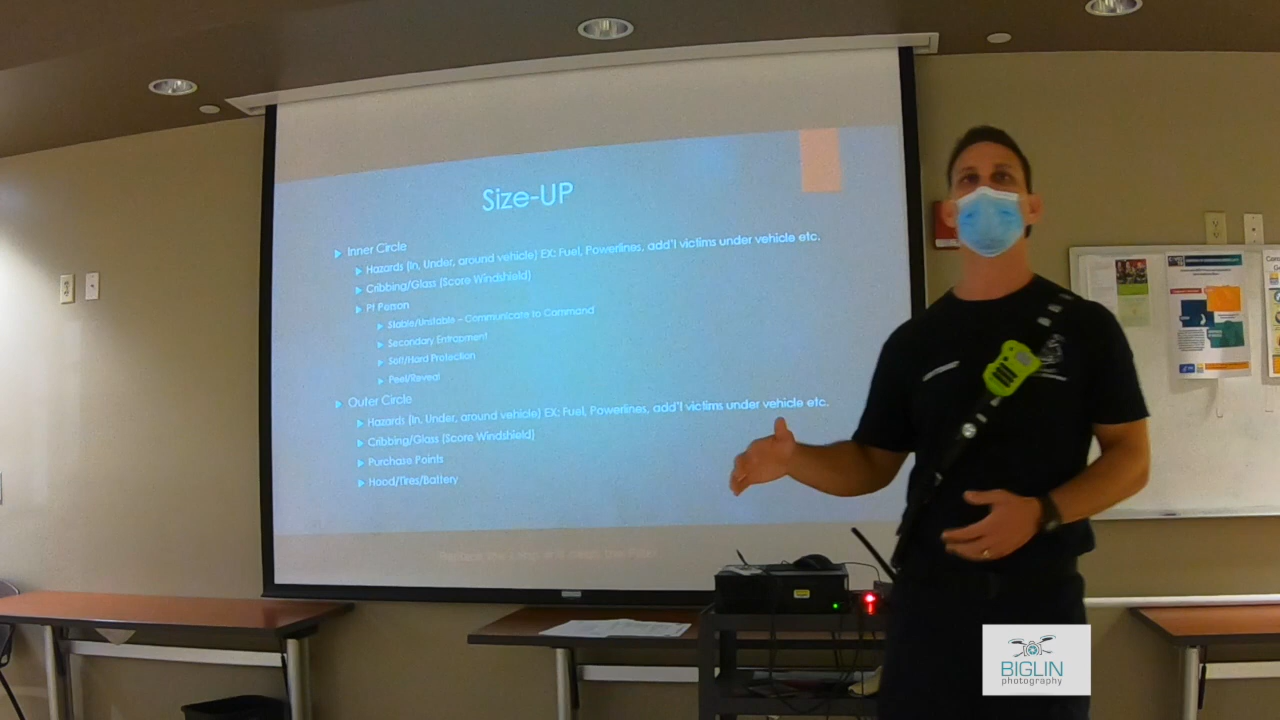 Size-UP
Inner Circle
Hazards (In, Under, around vehicle) EX: Fuel, Powerlines, add'l victims under vehicle etc.
Cribbing/Glass (Score Windshield)
Pt Person
Stable/Unstable – Communicate to Command
Secondary Entrapment
Soft/Hard Protection
Peel/Reveal
Outer Circle
Hazards (In, Under, around vehicle) EX: Fuel, Powerlines, add'l victims under vehicle etc.
Cribbing/Glass (Score Windshield)
Purchase Points
Hood/Tires/Battery
BIGLIN
photography